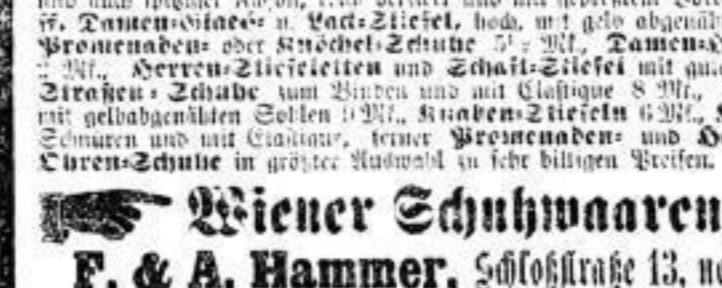 ff. Damen-Glacé- u. Lack-Stiefel, hoch, mit gelb abgenäh
Promenaden- oder Knöchel-Schuhe 5½ Mk., Damen-
Mk., Herren-Stiefeletten und Schaft-Stiefel mit
Straßen-Schuhe zum Binden und mit Elastique 8 Mk.,
mit gelbabgenähten Sohlen 9 Mk., Knaben-Stiefeln 6 Mk.,
Schnüren und mit Elastique, ferner Promenaden- und
Ohren-Schuhe in größter Auswahl zu sehr billigen Preisen.
Wiener Schuhwaaren
F. & A. Hammer, Schloßstraße 13,